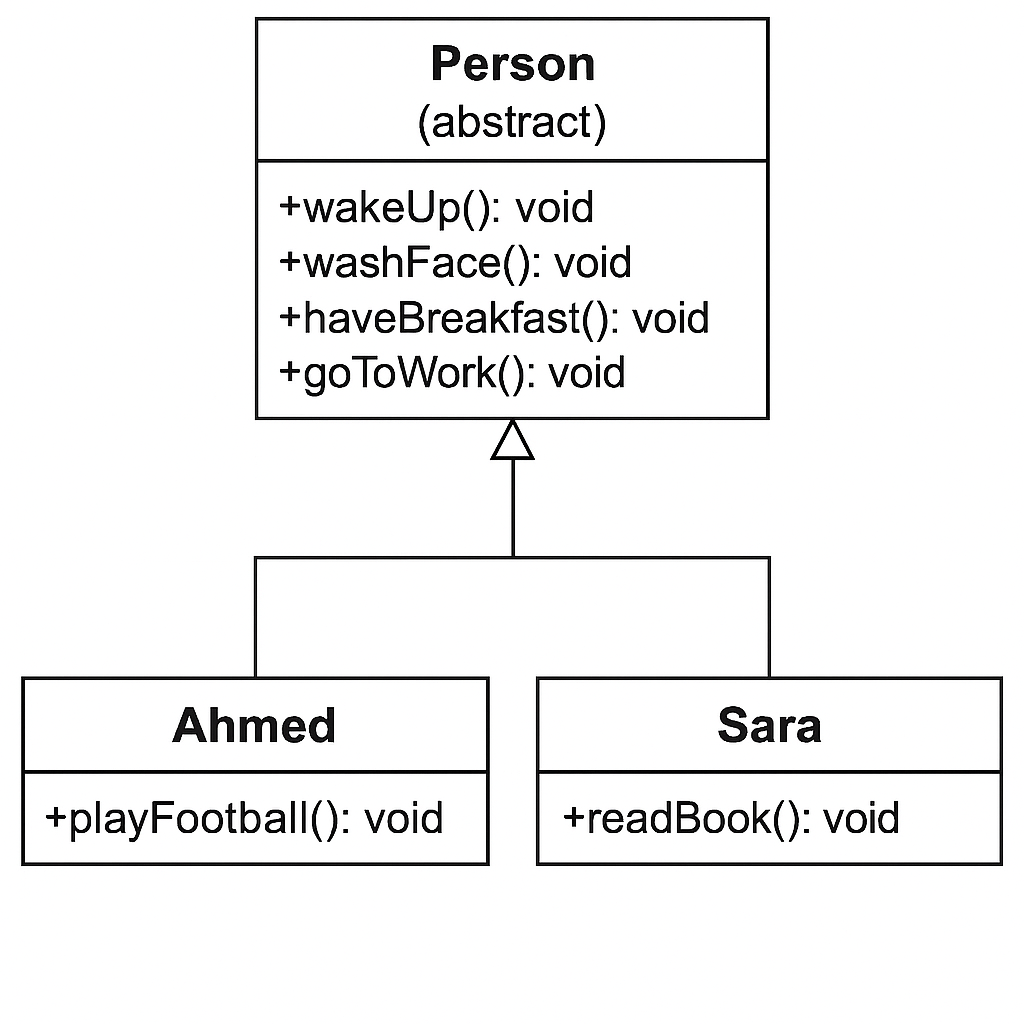 Person
(abstract)
+wakeUp(): void
+washFace(): void
+haveBreakfast(): void
+goToWork(): void
Ahmed
+playFootball(): void
Sara
+readBook(): void